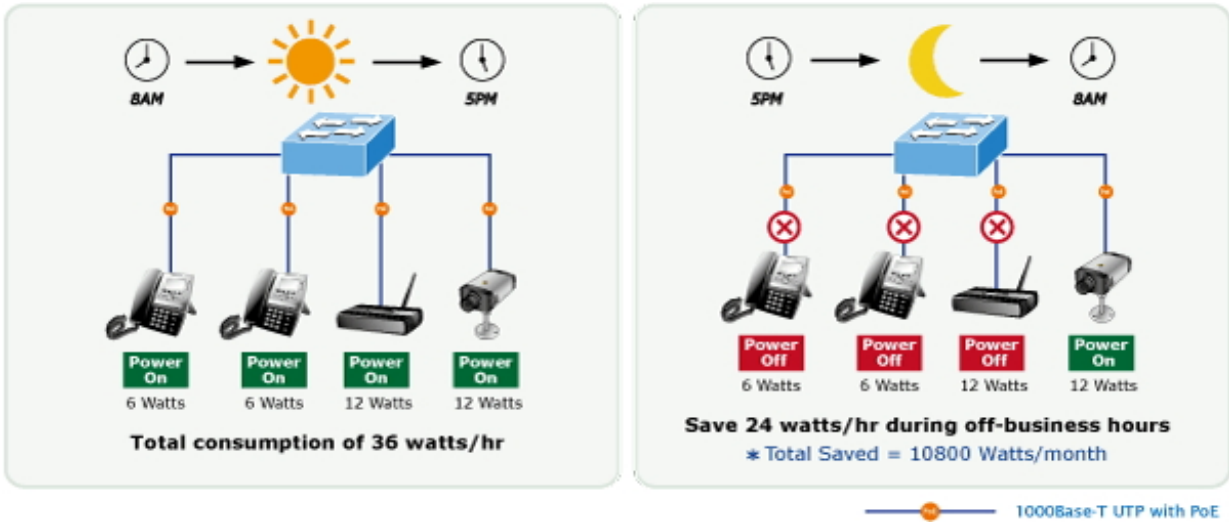 8AM
5PM
Power On
6 Watts
Power On
6 Watts
Power On
12 Watts
Power On
12 Watts
Total consumption of 36 watts/hr
5PM
8AM
Power Off
6 Watts
Power Off
6 Watts
Power Off
12 Watts
Power On
12 Watts
Save 24 watts/hr during off-business hours
* Total Saved = 10800 Watts/month
PoE
1000Base-T UTP with PoE